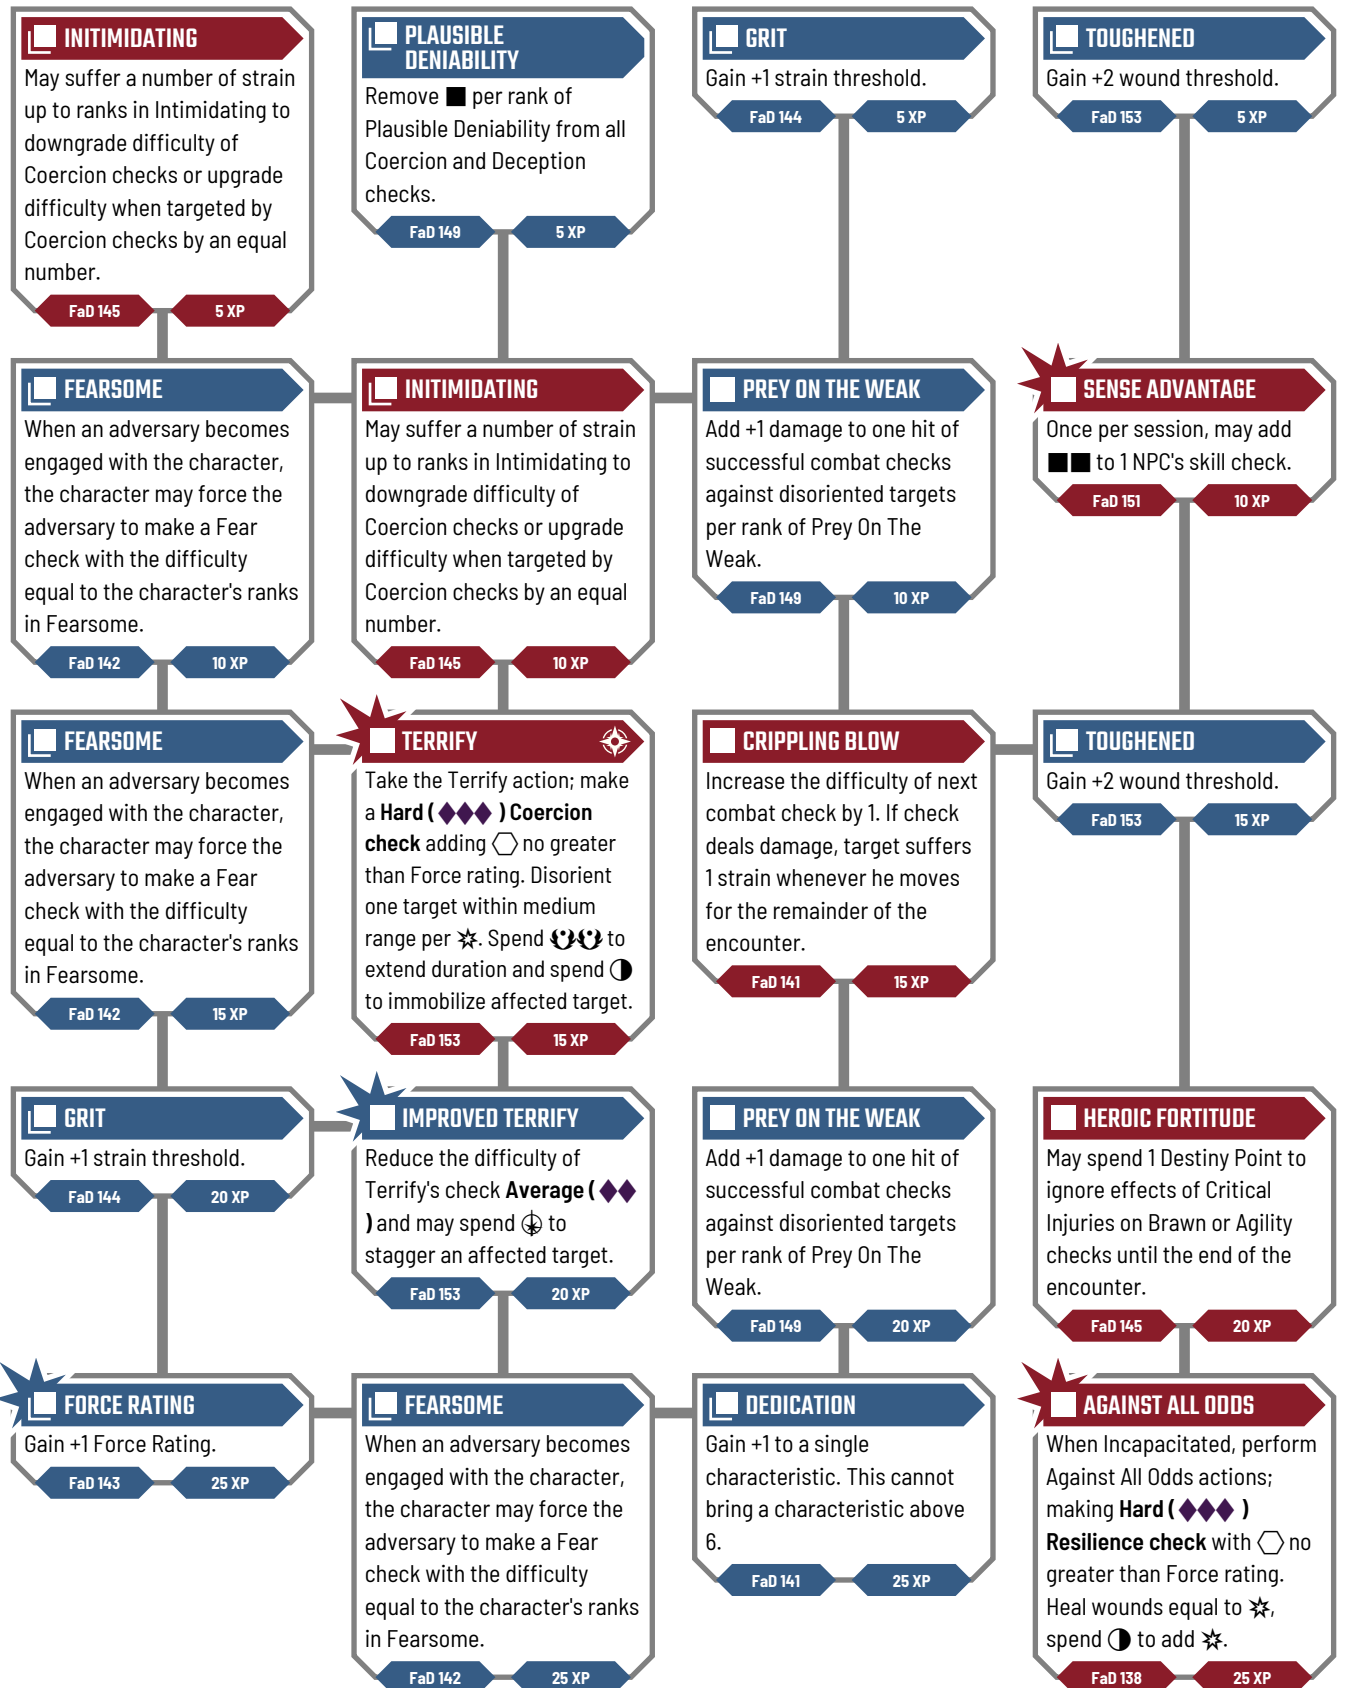 INITIMIDATING
May suffer a number of strain
up to ranks in Intimidating to
downgrade difficulty of
Coercion checks or upgrade
difficulty when targeted by
Coercion checks by an equal
number.
FaD 145 5 XP
PLAUSIBLE
DENIABILITY
Remove ■ per rank of
Plausible Deniability from all
Coercion and Deception
checks.
FaD 149 5 XP
GRIT
Gain +1 strain threshold.
FaD 144 5 XP
TOUGHENED
Gain +2 wound threshold.
FaD 153 5 XP
FEARSOME
When an adversary becomes
engaged with the character,
the character may force the
adversary to make a Fear
check with the difficulty
equal to the character's ranks
in Fearsome.
FaD 142 10 XP
INITIMIDATING
May suffer a number of strain
up to ranks in Intimidating to
downgrade difficulty of
Coercion checks or upgrade
difficulty when targeted by
Coercion checks by an equal
number.
FaD 145 10 XP
PREY ON THE WEAK
Add +1 damage to one hit of
successful combat checks
against disoriented targets
per rank of Prey On The
Weak.
FaD 149 10 XP
SENSE ADVANTAGE
Once per session, may add
■■ to 1 NPC's skill check.
FaD 151 10 XP
FEARSOME
When an adversary becomes
engaged with the character,
the character may force the
adversary to make a Fear
check with the difficulty
equal to the character's ranks
in Fearsome.
FaD 142 15 XP
TERRIFY
Take the Terrify action; make
a Hard ( ◆◆◆ ) Coercion
check adding ⬡ no greater
than Force rating. Disorient
one target within medium
range per . Spend to
extend duration and spend ◑
to immobilize affected target.
FaD 153 15 XP
CRIPPLING BLOW
Increase the difficulty of next
combat check by 1. If check
deals damage, target suffers
1 strain whenever he moves
for the remainder of the
encounter.
FaD 141 15 XP
TOUGHENED
Gain +2 wound threshold.
FaD 153 15 XP
GRIT
Gain +1 strain threshold.
FaD 144 20 XP
IMPROVED TERRIFY
Reduce the difficulty of
Terrify's check Average ( ◆◆
) and may spend to
stagger an affected target.
FaD 153 20 XP
PREY ON THE WEAK
Add +1 damage to one hit of
successful combat checks
against disoriented targets
per rank of Prey On The
Weak.
FaD 149 20 XP
HEROIC FORTITUDE
May spend 1 Destiny Point to
ignore effects of Critical
Injuries on Brawn or Agility
checks until the end of the
encounter.
FaD 145 20 XP
FORCE RATING
Gain +1 Force Rating.
FaD 143 25 XP
FEARSOME
When an adversary becomes
engaged with the character,
the character may force the
adversary to make a Fear
check with the difficulty
equal to the character's ranks
in Fearsome.
FaD 142 25 XP
DEDICATION
Gain +1 to a single
characteristic. This cannot
bring a characteristic above
6.
FaD 141 25 XP
AGAINST ALL ODDS
When Incapacitated, perform
Against All Odds actions;
making Hard ( ◆◆◆ )
Resilience check with ⬡ no
greater than Force rating.
Heal wounds equal to ,
spend ◑ to add .
FaD 138 25 XP